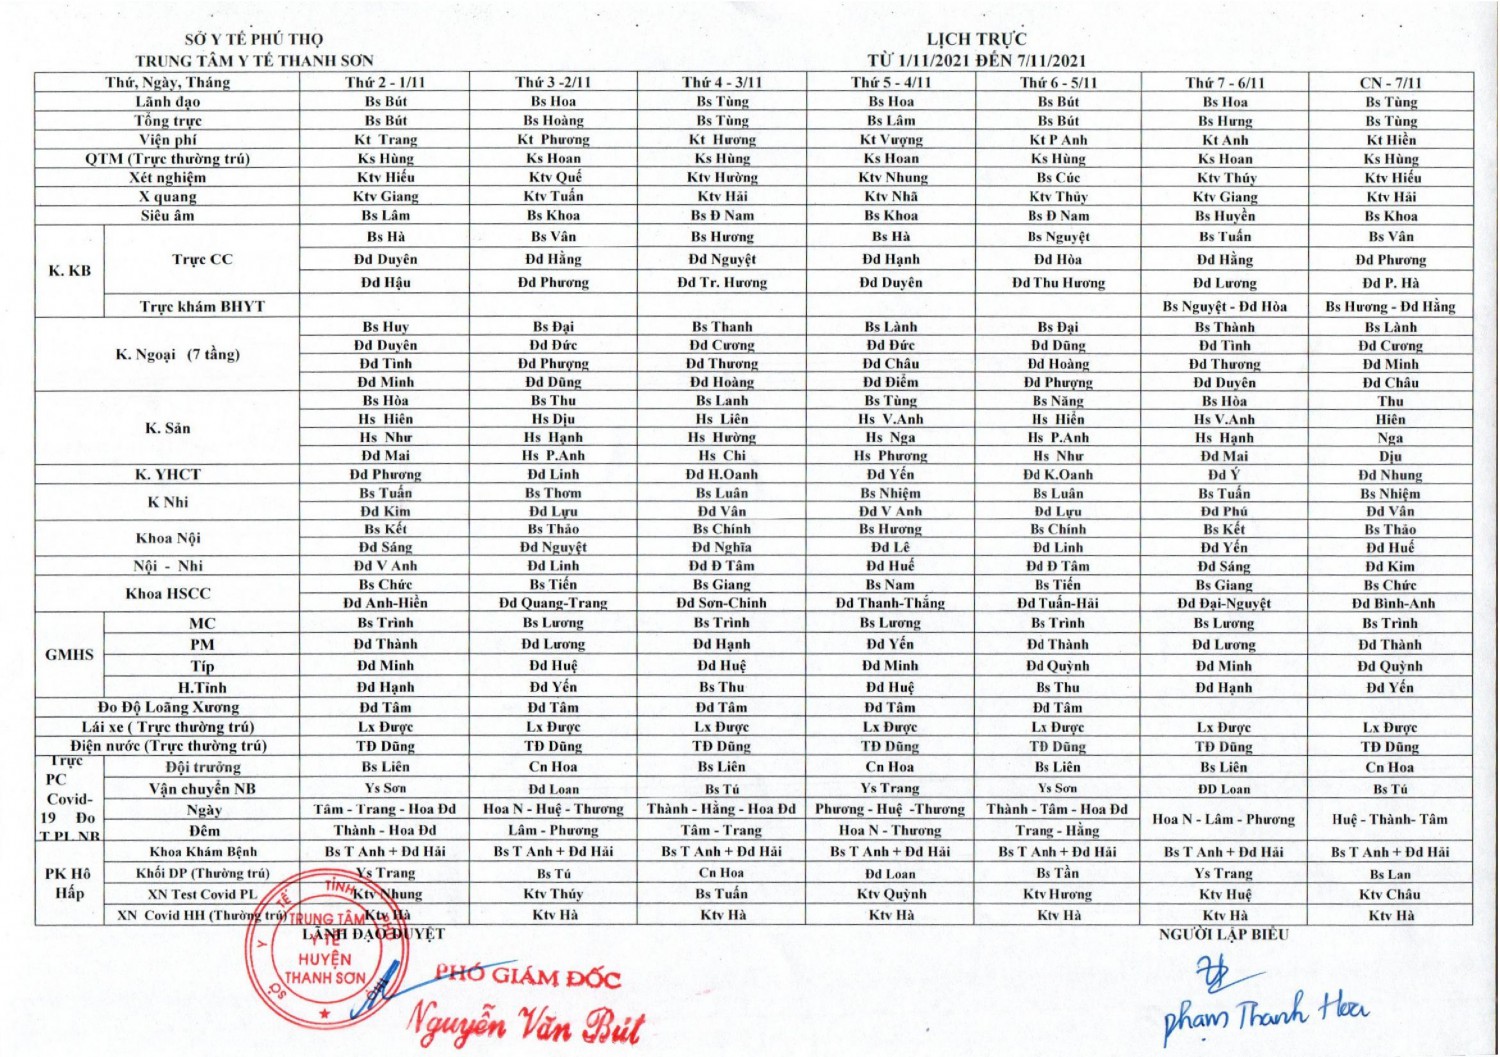 SỞ Y TẾ PHÚ THỌ
TRUNG TÂM Y TẾ THANH SƠN
LỊCH TRỰC
TỪ 1/11/2021 ĐẾN 7/11/2021
Thứ, Ngày, Tháng Thứ 2 - 1/11 Thứ 3 -2/11 Thứ 4 - 3/11 Thứ 5 - 4/11 Thứ 6 - 5/11 Thứ 7 - 6/11 CN - 7/11
Lãnh đạo Bs Bút Bs Hoa Bs Tùng Bs Hoa Bs Bút Bs Hoa Bs Tùng
Tổng trực Bs Bút Bs Hoàng Bs Tùng Bs Lâm Bs Bút Bs Hưng Bs Tùng
Viện phí Kt Trang Kt Phương Kt Hương Kt Vượng Kt P Anh Kt Anh Kt Hiền
QTM (Trực thường trú) Ks Hùng Ks Hoan Ks Hùng Ks Hoan Ks Hùng Ks Hoan Ks Hùng
Xét nghiệm Ktv Hiếu Ktv Quế Ktv Hường Ktv Nhung Bs Cúc Ktv Thúy Ktv Hiếu
X quang Ktv Giang Ktv Tuấn Ktv Hải Ktv Nhã Ktv Thủy Ktv Giang Ktv Hải
Siêu âm Bs Lâm Bs Khoa Bs Đ Nam Bs Khoa Bs Đ Nam Bs Huyền Bs Khoa
K. KB Trực CC Bs Hà Bs Vân Bs Hương Bs Hà Bs Nguyệt Bs Tuấn Bs Vân
Đd Duyên Đd Hằng Đd Nguyệt Đd Hạnh Đd Hòa Đd Hằng Đd Phương
Đd Hậu Đd Phương Đd Tr. Hương Đd Duyên Đd Thu Hương Đd Lương Đd P. Hà
Trực khám BHYT Bs Nguyệt - Đd Hòa Bs Hương - Đd Hằng
K. Ngoại (7 tầng) Bs Huy Bs Đại Bs Thanh Bs Lành Bs Đại Bs Thành Bs Lành
Đd Duyên Đd Đức Đd Cương Đd Đức Đd Dũng Đd Tình Đd Cương
Đd Tình Đd Phượng Đd Thương Đd Châu Đd Hoàng Đd Thương Đd Minh
Đd Minh Đd Dũng Đd Hoàng Đd Điểm Đd Phượng Đd Duyên Đd Châu
K. Sản Bs Hòa Bs Thu Bs Lanh Bs Tùng Bs Năng Bs Hòa Thu
Hs Hiên Hs Dịu Hs Liên Hs V.Anh Hs Hiển Hs V.Anh Hiên
Hs Như Hs Hạnh Hs Hường Hs Nga Hs P.Anh Hs Hạnh Nga
Đd Mai Hs P.Anh Hs Chi Hs Phương Hs Như Đd Mai Dịu
K. YHCT Đd Phương Đd Linh Đd H.Oanh Đd Yến Đd K.Oanh Đd Ý Đd Nhung
K Nhi Bs Tuấn Bs Thơm Bs Luân Bs Nhiệm Bs Luân Bs Tuấn Bs Nhiệm
Đd Kim Đd Lựu Đd Vân Đd V Anh Đd Lựu Đd Phú Đd Vân
Khoa Nội Bs Kết Bs Thảo Bs Chính Bs Hương Bs Chính Bs Kết Bs Thảo
Đd Sáng Đd Nguyệt Đd Nghĩa Đd Lê Đd Linh Đd Yến Đd Huế
Nội - Nhi Đd V Anh Đd Linh Đd Đ Tâm Đd Huế Đd Đ Tâm Đd Sáng Đd Kim
Khoa HSCC Bs Chức Bs Tiến Bs Giang Bs Nam Bs Tiến Bs Giang Bs Chức
Đd Anh-Hiền Đd Quang-Trang Đd Sơn-Chinh Đd Thanh-Thắng Đd Tuấn-Hải Đd Đại-Nguyệt Đd Bình-Anh
GMHS MC Bs Trình Bs Lương Bs Trình Bs Lương Bs Trình Bs Lương Bs Trình
PM Đd Thành Đd Lương Đd Hạnh Đd Yến Đd Thành Đd Lương Đd Thành
Típ Đd Minh Đd Huệ Đd Huệ Đd Minh Đd Quỳnh Đd Minh Đd Quỳnh
H.Tỉnh Đd Hạnh Đd Yến Bs Thu Đd Huệ Bs Thu Đd Hạnh Đd Yến
Đo Độ Loãng Xương Đd Tâm Đd Tâm Đd Tâm Đd Tâm Đd Tâm
Lái xe ( Trực thường trú) Lx Được Lx Được Lx Được Lx Được Lx Được Lx Được Lx Được
Điện nước (Trực thường trú) TĐ Dũng TĐ Dũng TĐ Dũng TĐ Dũng TĐ Dũng TĐ Dũng TĐ Dũng
Trực PC Covid-19 Đo T.PL.NB Đội trưởng Bs Liên Cn Hoa Bs Liên Cn Hoa Bs Liên Bs Liên Cn Hoa
Vận chuyển NB Ys Sơn Đd Loan Bs Tú Ys Trang Ys Sơn ĐD Loan Bs Tú
Ngày Tâm - Trang - Hoa Đd Hoa N - Huệ - Thương Thành - Hằng - Hoa Đd Phương - Huệ -Thương Thành - Tâm - Hoa Đd Hoa N - Lâm - Phương Huệ - Thành- Tâm
Đêm Thành - Hoa Đd Lâm - Phương Tâm - Trang Hoa N - Thương Trang - Hằng
PK Hô Hấp Khoa Khám Bệnh Bs T Anh + Đd Hải Bs T Anh + Đd Hải Bs T Anh + Đd Hải Bs T Anh + Đd Hải Bs T Anh + Đd Hải Bs T Anh + Đd Hải Bs T Anh + Đd Hải
Khối DP (Thường trú) Ys Trang Bs Tú Cn Hoa Đd Loan Bs Tần Ys Trang Bs Lan
XN Test Covid PL Ktv Nhung Ktv Thúy Bs Tuấn Ktv Quỳnh Ktv Hương Ktv Huệ Ktv Châu
XN Covid HH (Thường trú) Ktv Hà Ktv Hà Ktv Hà Ktv Hà Ktv Hà Ktv Hà Ktv Hà
LÃNH ĐẠO DUYỆT
NGƯỜI LẬP BIỂU
SỞ Y TẾ TỈNH PHÚ THỌ
TRUNG TÂM
Y TẾ
HUYỆN
THANH SƠN
PHÓ GIÁM ĐỐC
Nguyễn Văn Bút
Phạm Thanh Hoa